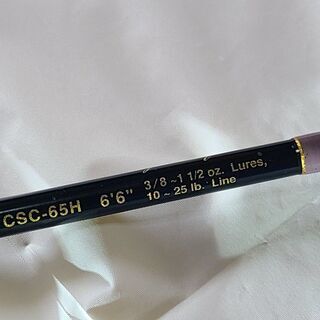 CSC-65H 6'6" 3/8 ~ 1 1/2 oz. Lures,
10 ~ 25 lb. Line